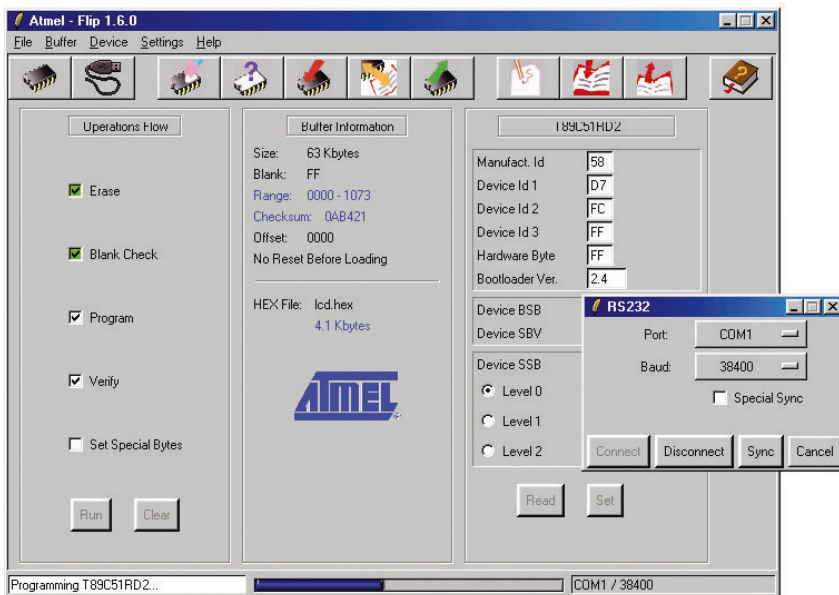 Atmel - Flip 1.6.0
File Buffer Device Settings Help
Operations Flow
Erase
Blank Check
Program
Verify
Set Special Bytes
Run Clear
Buffer Information
Size: 63 Kbytes
Blank: FF
Range: 0000 - 1073
Checksum: 0AB421
Offset: 0000
No Reset Before Loading
HEX File: lcd.hex
4.1 Kbytes
ATMEL
T89C51RD2
Manufact. Id 58
Device Id 1 D7
Device Id 2 FC
Device Id 3 FF
Hardware Byte FF
Bootloader Ver. 2.4
Device BSB
Device SBV
Device SSB
Level 0
Level 1
Level 2
Read Set
RS232
Port: COM1
Baud: 38400
Special Sync
Connect Disconnect Sync Cancel
Programming T89C51RD2...
COM1 / 38400